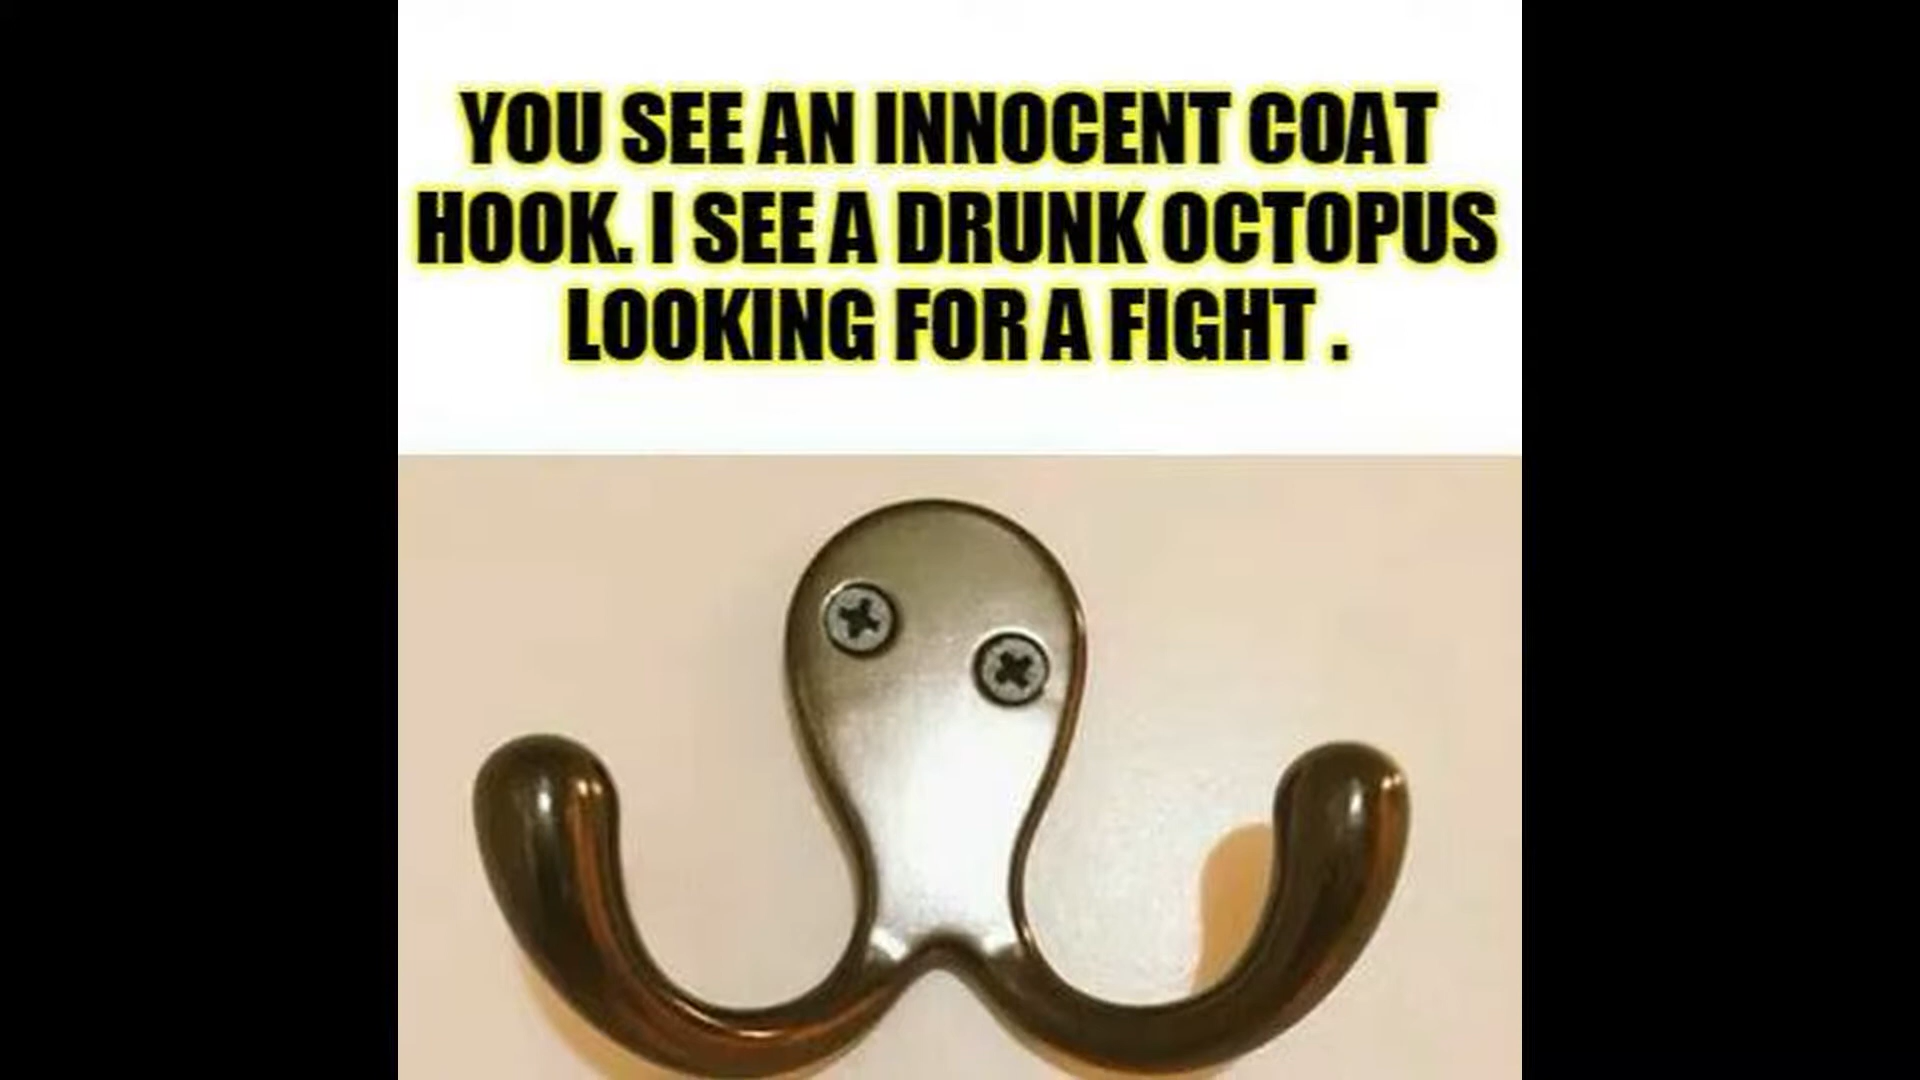 YOU SEE AN INNOCENT COAT
HOOK. I SEE A DRUNK OCTOPUS
LOOKING FOR A FIGHT .